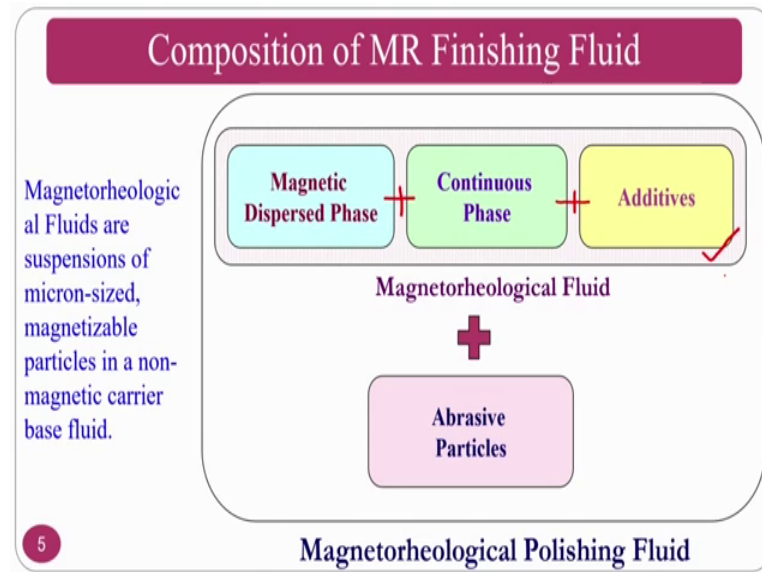 Composition of MR Finishing Fluid
Magnetorheologic
al Fluids are
suspensions of
micron-sized,
magnetizable
particles in a non-
magnetic carrier
base fluid.
Magnetic
Dispersed Phase
+
Continuous
Phase
+
Additives
Magnetorheological Fluid
+
Abrasive
Particles
Magnetorheological Polishing Fluid
5